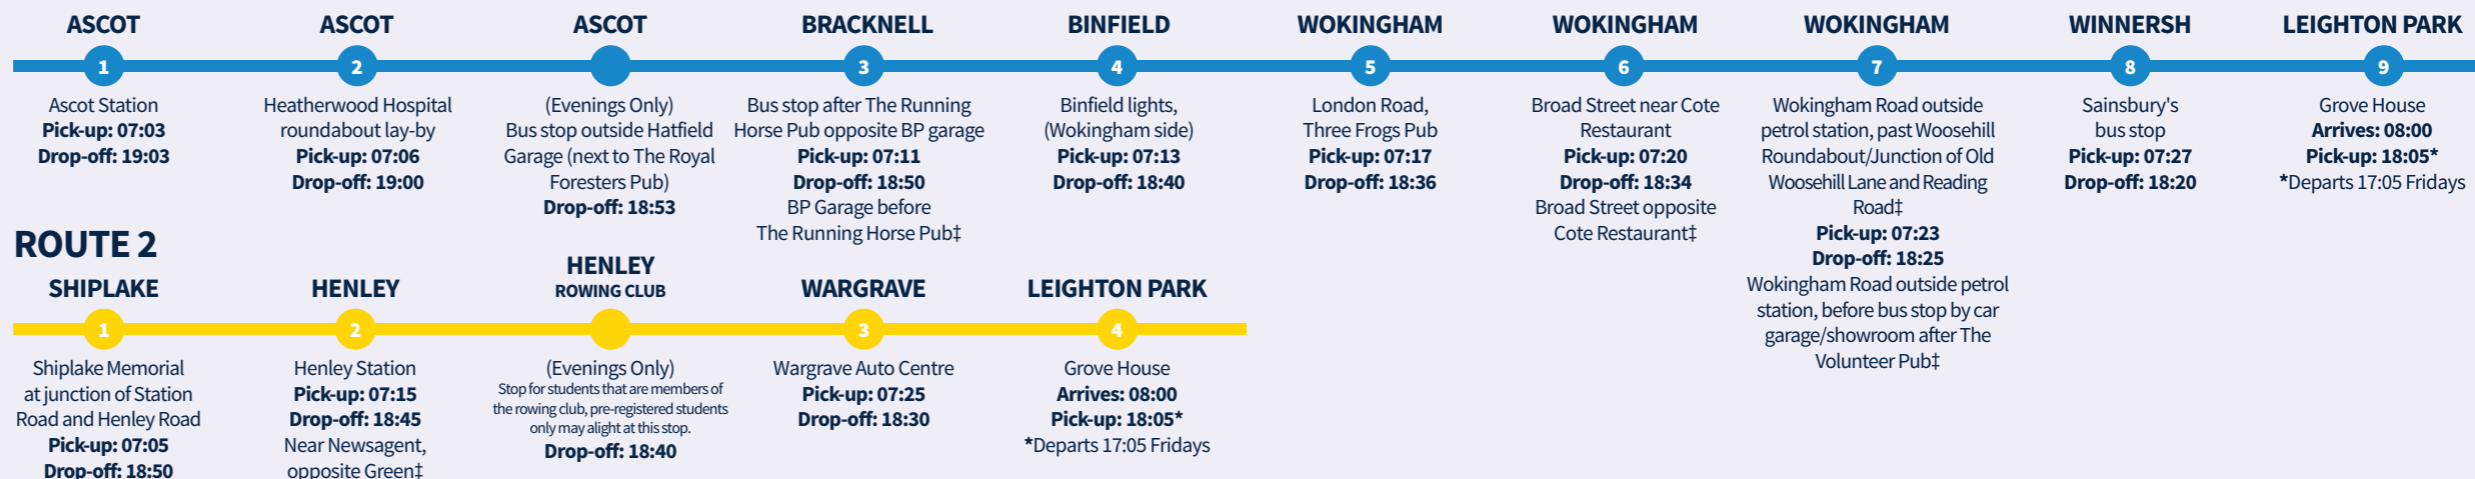 ASCOT
1
Ascot Station
Pick-up: 07:03
Drop-off: 19:03
ASCOT
2
Heatherwood Hospital
roundabout lay-by
Pick-up: 07:06
Drop-off: 19:00
ASCOT
(Evenings Only)
Bus stop outside Hatfield
Garage (next to The Royal
Foresters Pub)
Drop-off: 18:53
BRACKNELL
3
Bus stop after The Running
Horse Pub opposite BP garage
Pick-up: 07:11
Drop-off: 18:50
BP Garage before
The Running Horse Pub‡
BINFIELD
4
Binfield lights,
(Wokingham side)
Pick-up: 07:13
Drop-off: 18:40
WOKINGHAM
5
London Road,
Three Frogs Pub
Pick-up: 07:17
Drop-off: 18:36
WOKINGHAM
6
Broad Street near Cote
Restaurant
Pick-up: 07:20
Drop-off: 18:34
Broad Street opposite
Cote Restaurant‡
WOKINGHAM
7
Wokingham Road outside
petrol station, past Woosehill
Roundabout/Junction of Old
Woosehill Lane and Reading
Road‡
Pick-up: 07:23
Drop-off: 18:25
Wokingham Road outside petrol
station, before bus stop by car
garage/showroom after The
Volunteer Pub‡
WINNERSH
8
Sainsbury's
bus stop
Pick-up: 07:27
Drop-off: 18:20
LEIGHTON PARK
9
Grove House
Arrives: 08:00
Pick-up: 18:05*
*Departs 17:05 Fridays
ROUTE 2
SHIPLAKE
1
Shiplake Memorial
at junction of Station
Road and Henley Road
Pick-up: 07:05
Drop-off: 18:50
HENLEY
2
Henley Station
Pick-up: 07:15
Drop-off: 18:45
Near Newsagent,
opposite Green‡
HENLEY
ROWING CLUB
(Evenings Only)
Stop for students that are members of
the rowing club, pre-registered students
only may alight at this stop.
Drop-off: 18:40
WARGRAVE
3
Wargrave Auto Centre
Pick-up: 07:25
Drop-off: 18:30
LEIGHTON PARK
4
Grove House
Arrives: 08:00
Pick-up: 18:05*
*Departs 17:05 Fridays